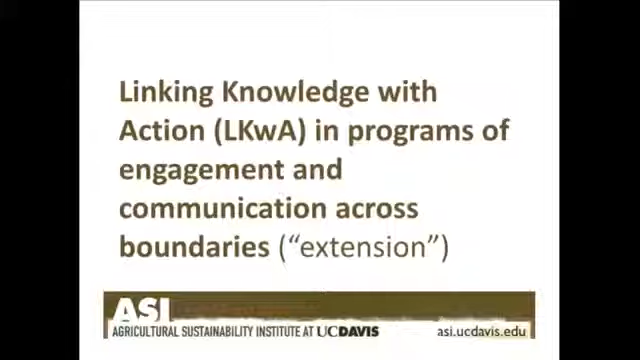 Linking Knowledge with
Action (LKwA) in programs of
engagement and
communication across
boundaries (“extension”)
ASI
AGRICULTURAL SUSTAINABILITY INSTITUTE AT UCDAVIS
asi.ucdavis.edu